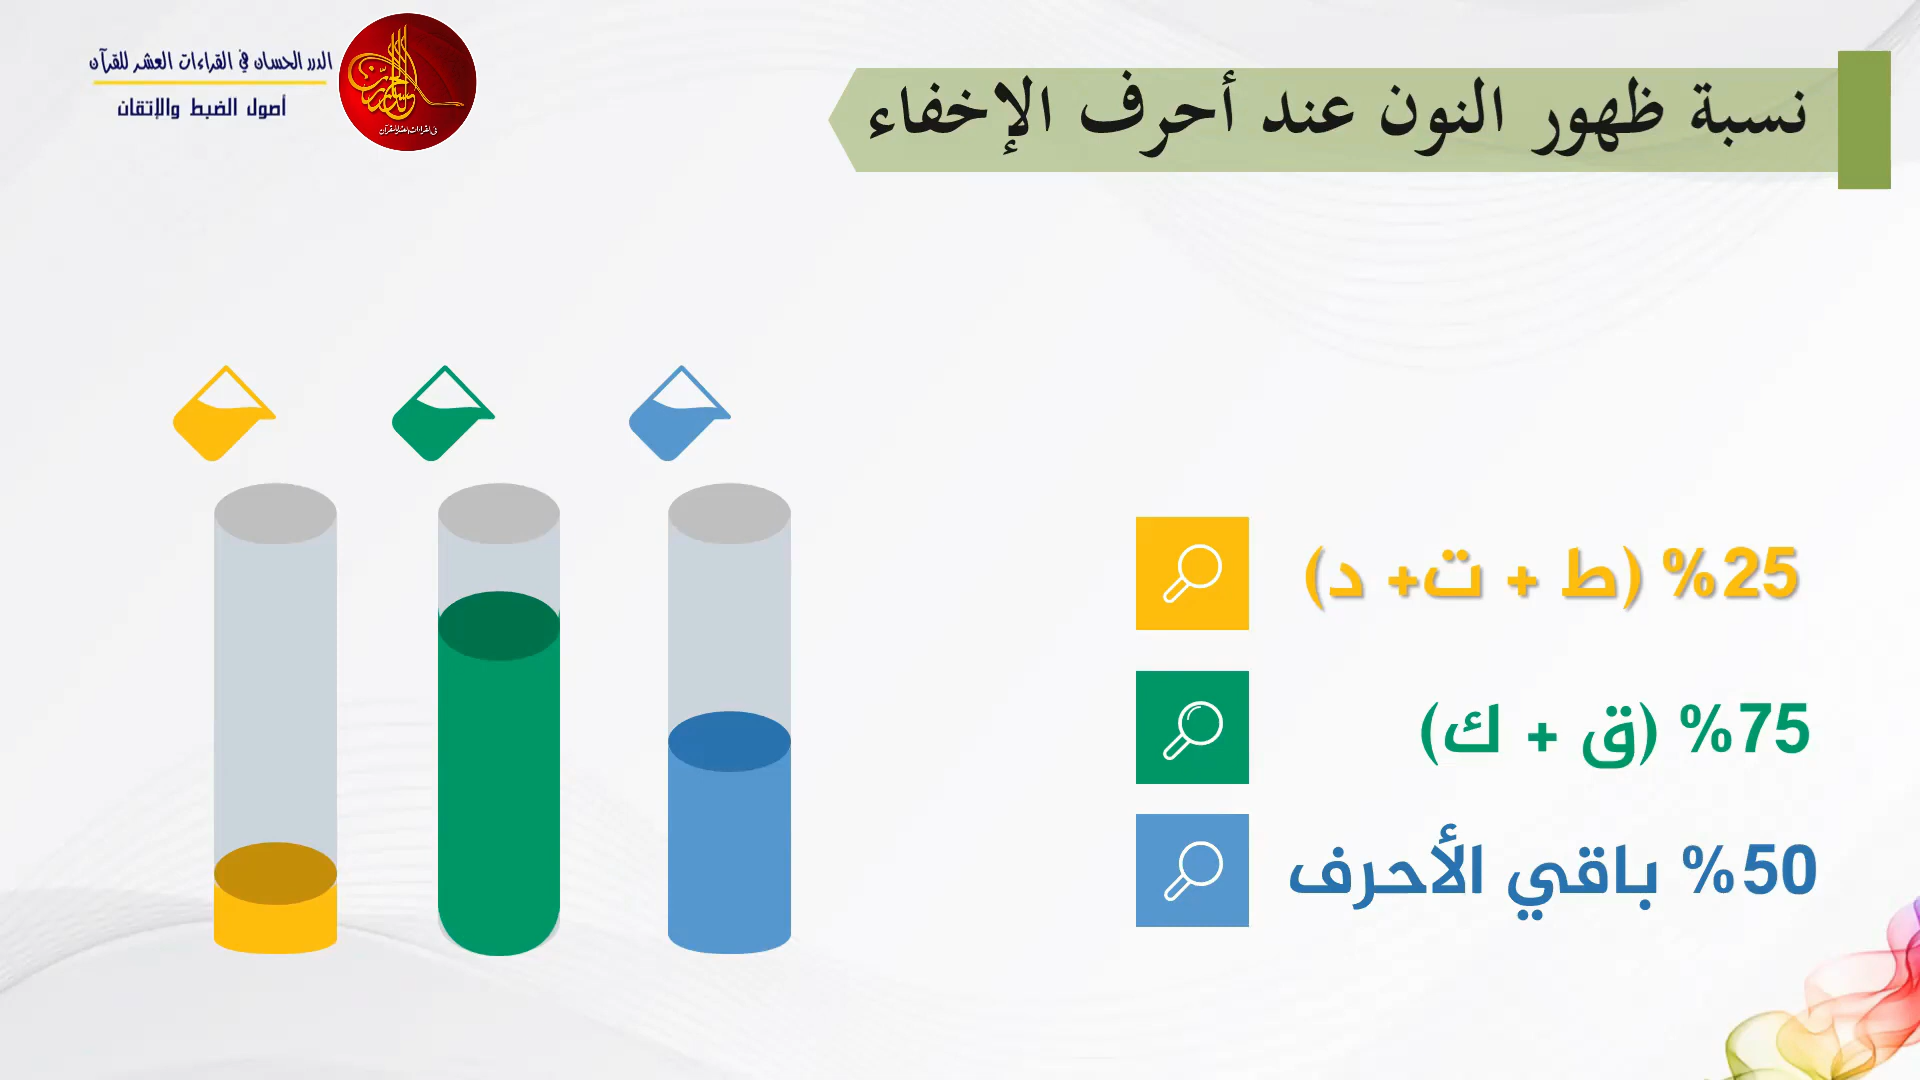 الدرر الحسان في القراءات العشر للقرآن
أصول الضبط والإتقان
نسبة ظهور النون عند أحرف الإخفاء
%25 (ط + ت+ د)
%75 (ق + ك)
%50 باقي الأحرف